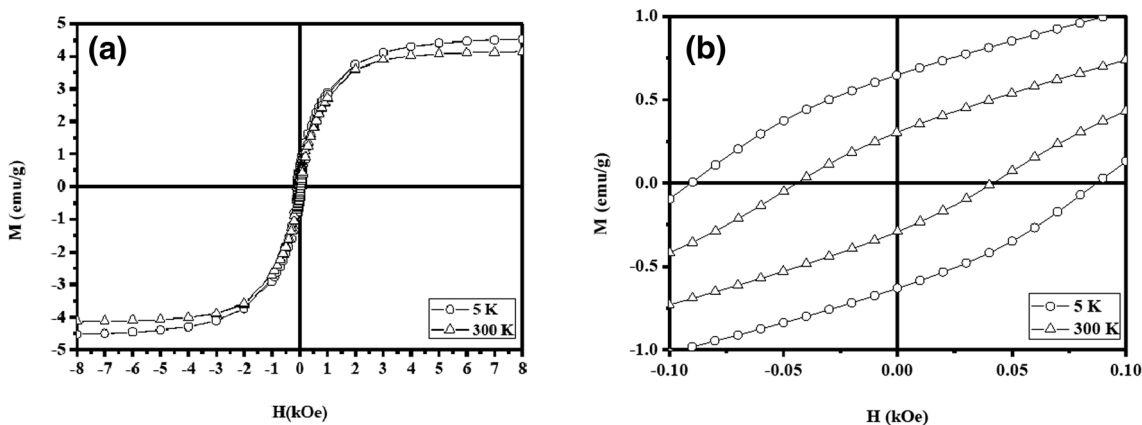 (a)
5
4
3
2
1
0
-1
-2
-3
-4
-5
M (emu/g)
5 K
300 K
-8 -7 -6 -5 -4 -3 -2 -1 0 1 2 3 4 5 6 7 8
H(kOe)
(b)
1.0
0.5
0.0
-0.5
-1.0
M (emu/g)
5 K
300 K
-0.10 -0.05 0.00 0.05 0.10
H (kOe)